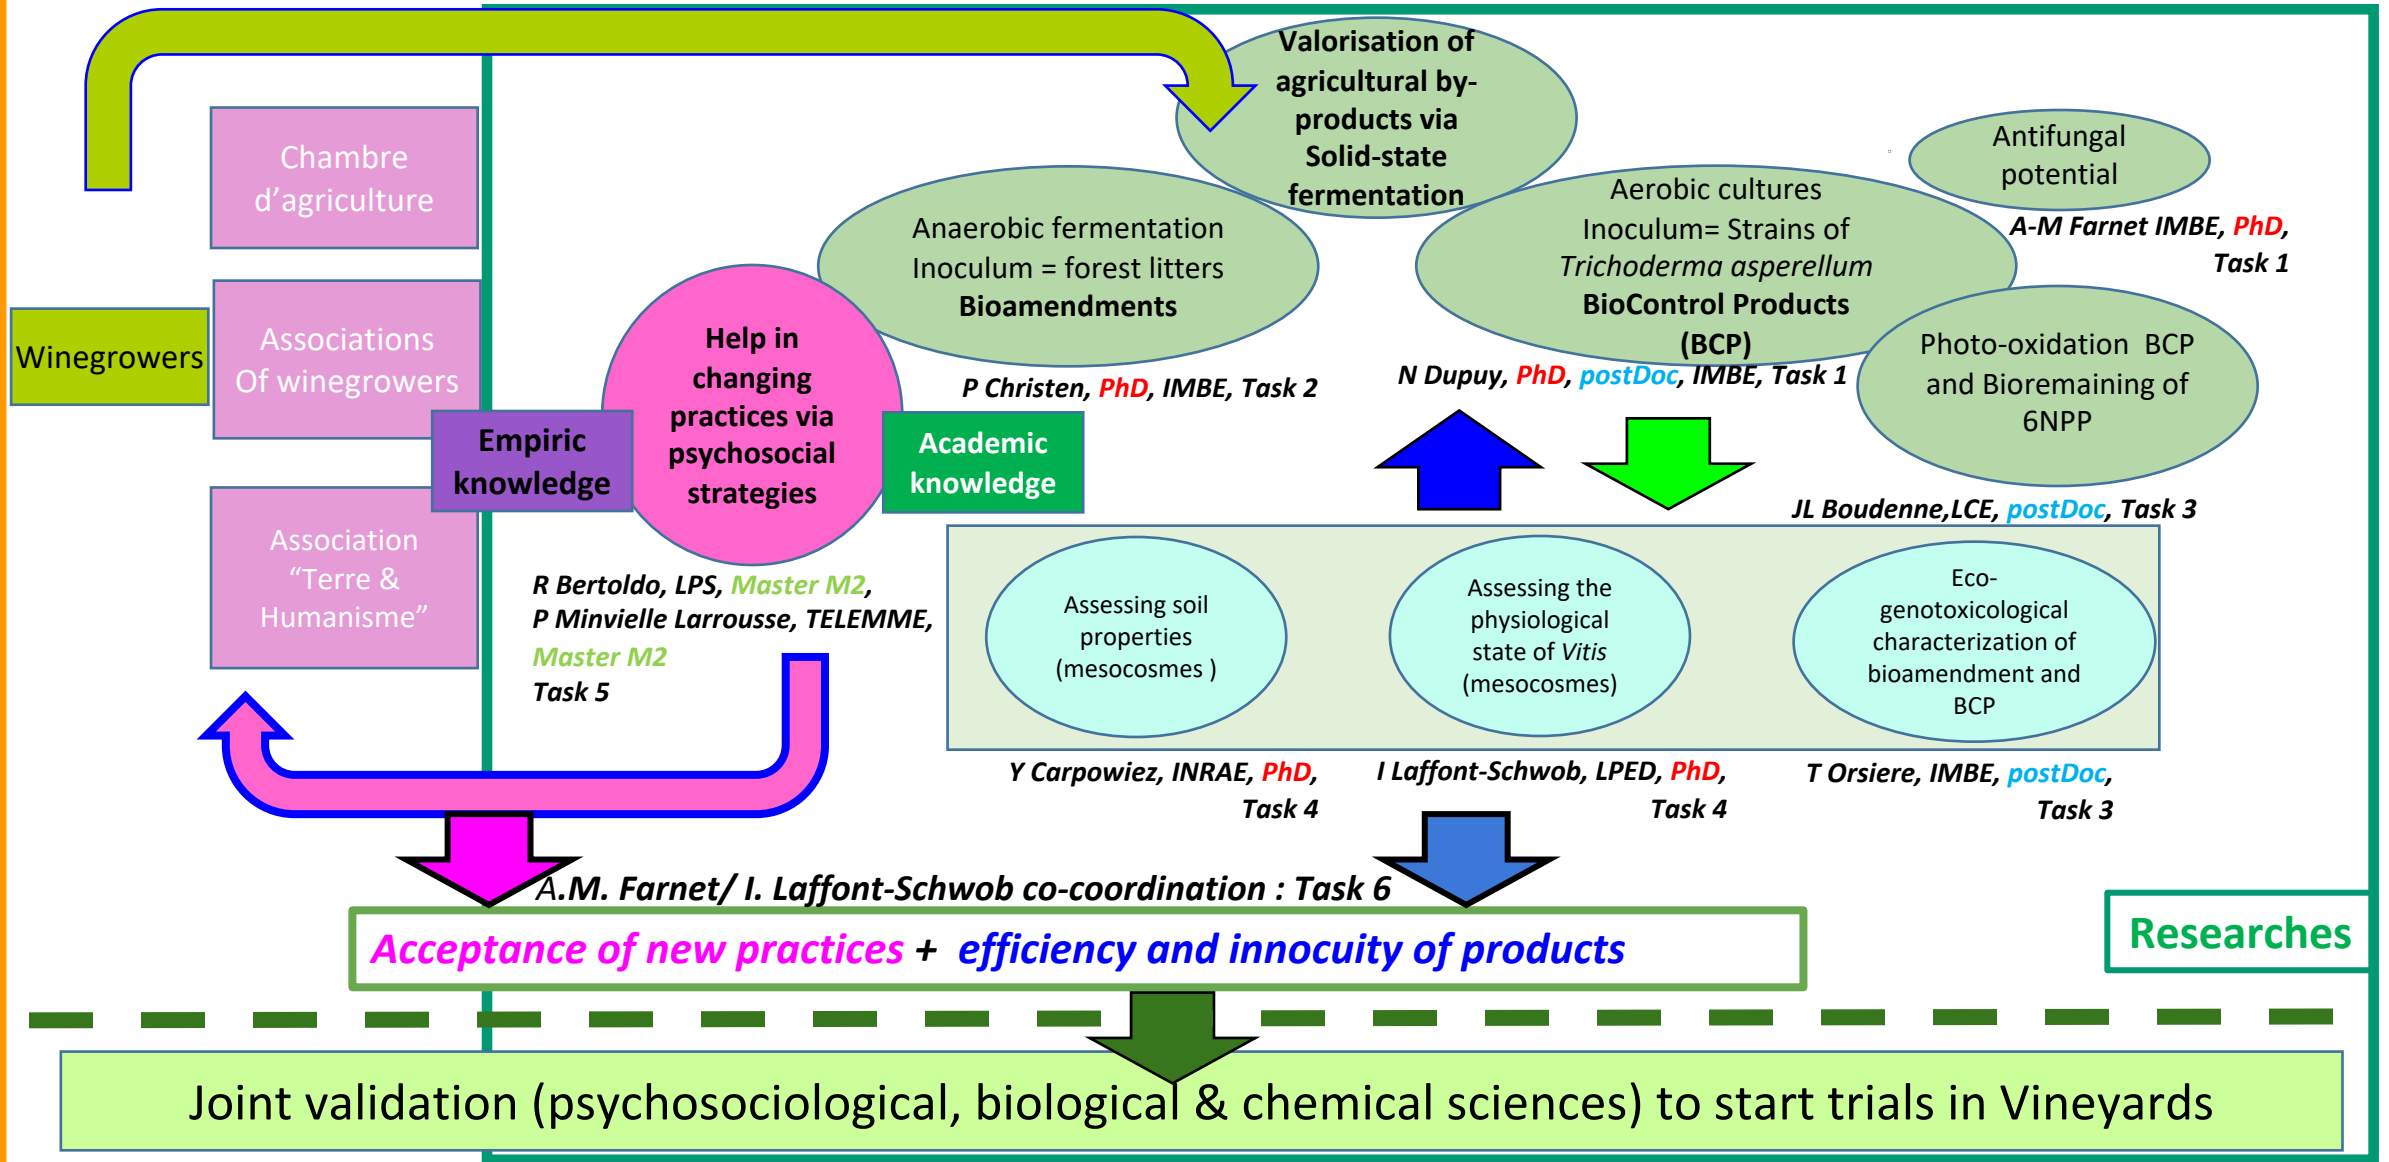 Valorisation of
agricultural by-
products via
Solid-state
fermentation
Chambre
d’agriculture
Antifungal
potential
A-M Farnet IMBE, PhD,
Task 1
Anaerobic fermentation
Inoculum = forest litters
Bioamendments
P Christen, PhD, IMBE, Task 2
Aerobic cultures
Inoculum= Strains of
Trichoderma asperellum
BioControl Products
(BCP)
N Dupuy, PhD, postDoc, IMBE, Task 1
Photo-oxidation BCP
and Bioremaining of
6NPP
JL Boudenne,LCE, postDoc, Task 3
Winegrowers
Associations
Of winegrowers
Association
“Terre &
Humanisme”
Empiric
knowledge
Help in
changing
practices via
psychosocial
strategies
Academic
knowledge
R Bertoldo, LPS, Master M2,
P Minvielle Larrousse, TELEMME,
Master M2
Task 5
Assessing soil
properties
(mesocosmes )
Y Carpowiez, INRAE, PhD,
Task 4
Assessing the
physiological
state of Vitis
(mesocosmes)
I Laffont-Schwob, LPED, PhD,
Task 4
Eco-
genotoxicological
characterization of
bioamendment and
BCP
T Orsiere, IMBE, postDoc,
Task 3
A.M. Farnet/ I. Laffont-Schwob co-coordination : Task 6
Acceptance of new practices + efficiency and innocuity of products
Researches
Joint validation (psychosociological, biological & chemical sciences) to start trials in Vineyards